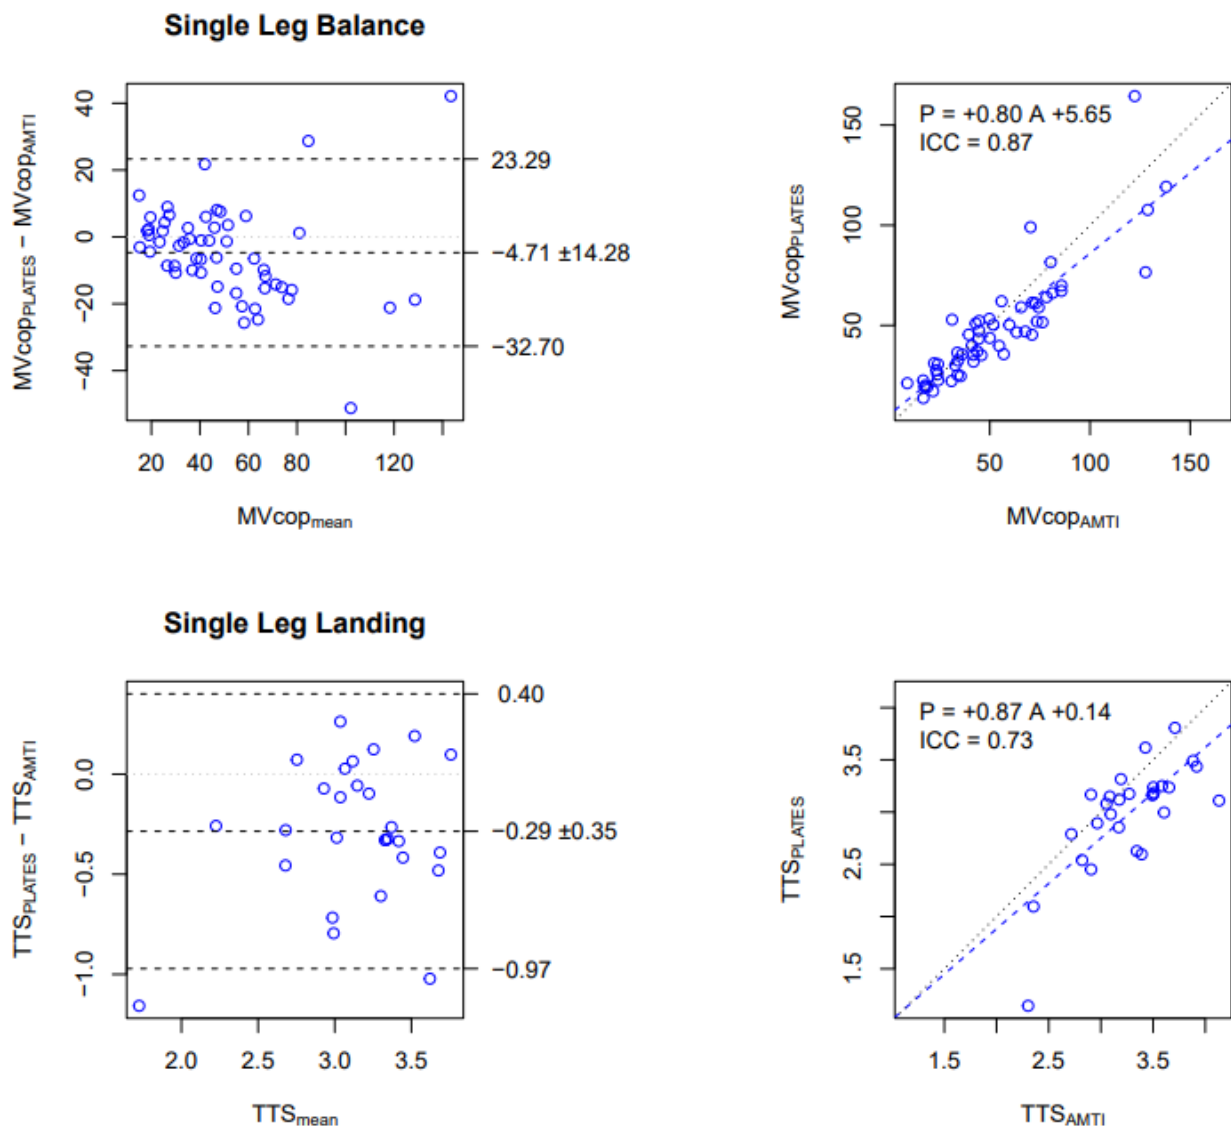 Single Leg Balance
MVcopPLATES − MVcopAMTI
40
20
0
−20
−40
23.29
−4.71 ±14.28
−32.70
20 40 60 80 120
MVcopmean
P = +0.80 A +5.65
ICC = 0.87
MVcopPLATES
150
100
50
50 100 150
MVcopAMTI
Single Leg Landing
TTSPLATES − TTSAMTI
0.0
−0.5
−1.0
0.40
−0.29 ±0.35
−0.97
2.0 2.5 3.0 3.5
TTSmean
P = +0.87 A +0.14
ICC = 0.73
TTSPLATES
3.5
2.5
1.5
1.5 2.5 3.5
TTSAMTI